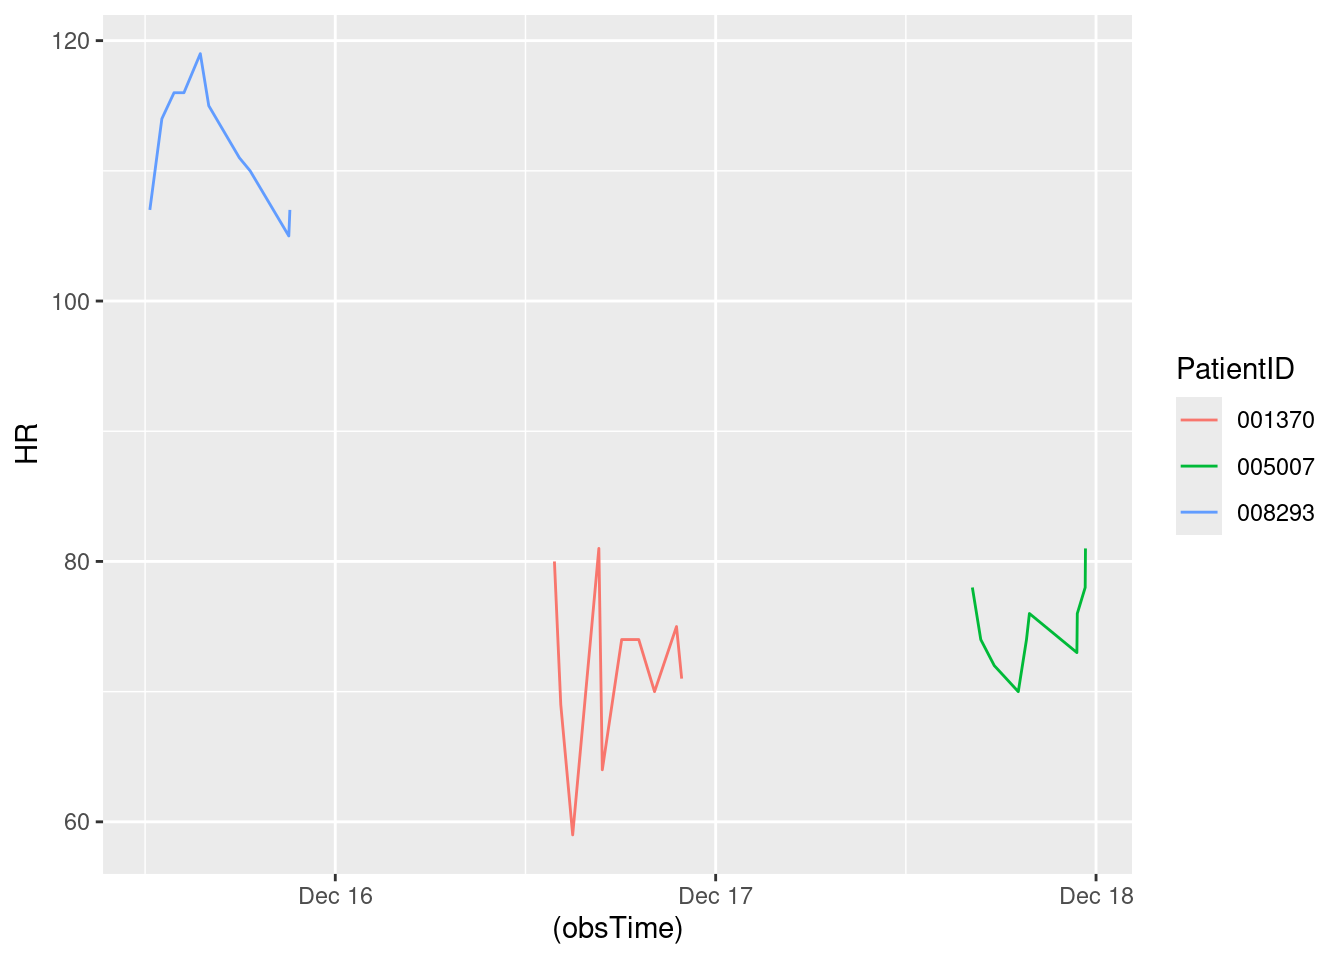 120
100
80
60
HR
Dec 16
Dec 17
Dec 18
(obsTime)
PatientID
001370
005007
008293